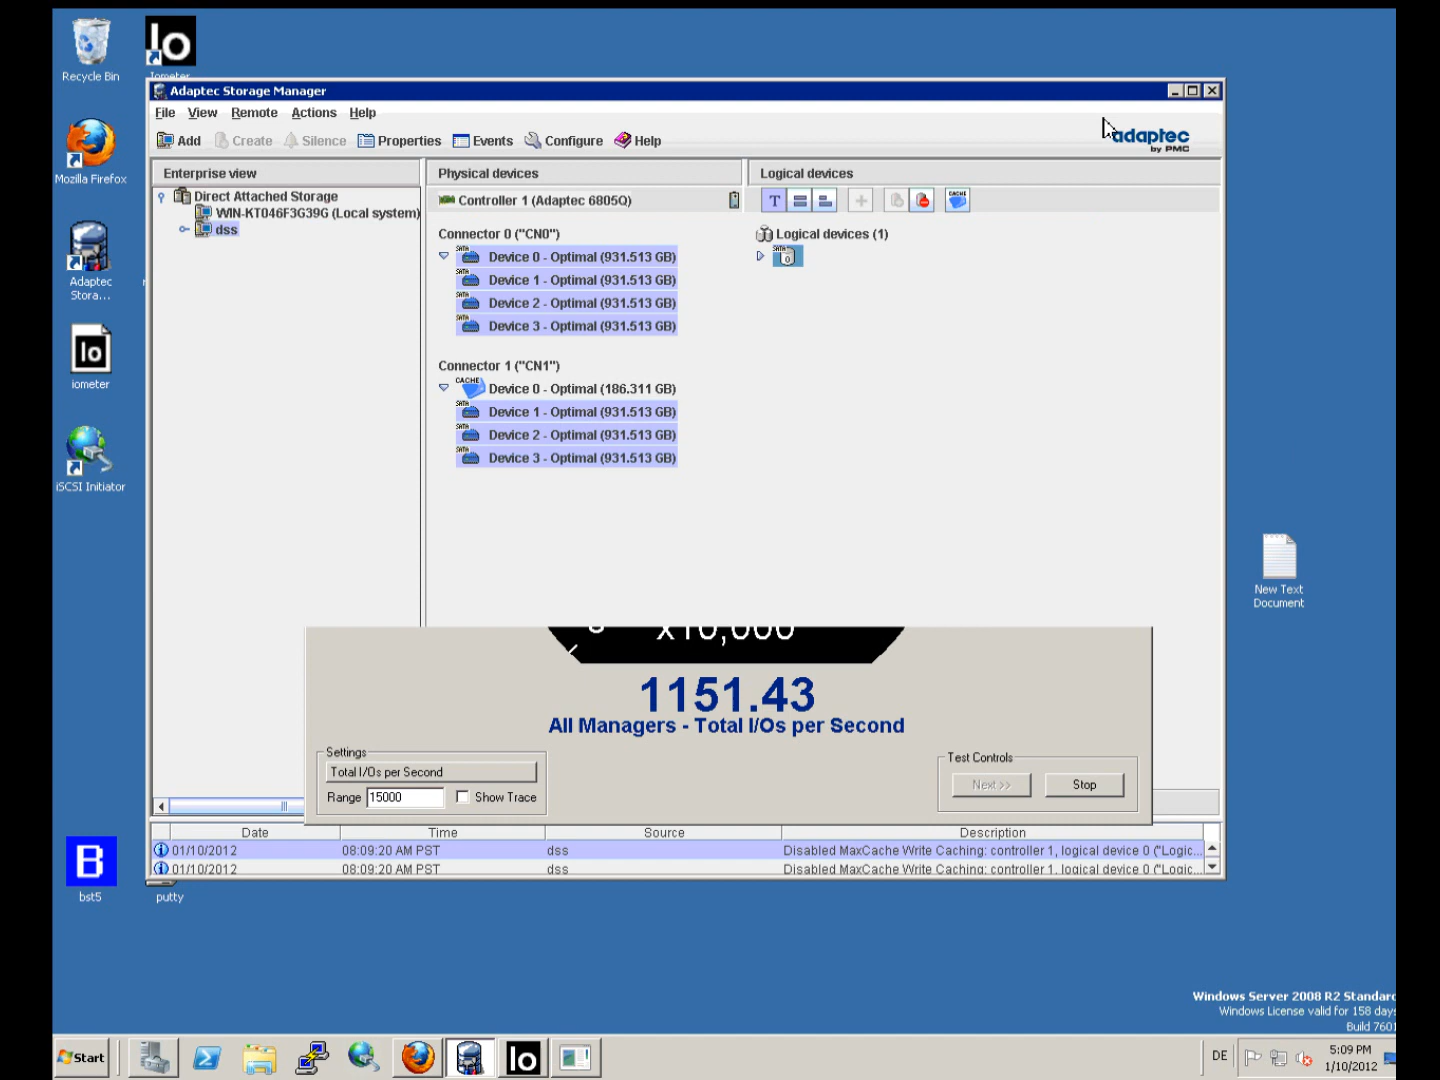 Recycle Bin
Iometer
Mozilla Firefox
Adaptec
Stora...
iometer
iSCSI Initiator
bst5
putty
New Text
Document
Adaptec Storage Manager
File View Remote Actions Help
Add Create Silence Properties Events Configure Help
adaptec
by PMC
Enterprise view
Direct Attached Storage
WIN-KT046F3G39G (Local system)
dss
Physical devices
Controller 1 (Adaptec 6805Q)
Connector 0 ("CN0")
Device 0 - Optimal (931.513 GB)
Device 1 - Optimal (931.513 GB)
Device 2 - Optimal (931.513 GB)
Device 3 - Optimal (931.513 GB)
Connector 1 ("CN1")
CACHE Device 0 - Optimal (186.311 GB)
Device 1 - Optimal (931.513 GB)
Device 2 - Optimal (931.513 GB)
Device 3 - Optimal (931.513 GB)
Logical devices
T CACHE
Logical devices (1)
x10,000
1151.43
All Managers - Total I/Os per Second
Settings
Total I/Os per Second
Range 15000 Show Trace
Test Controls
Next >> Stop
Date Time Source Description
01/10/2012 08:09:20 AM PST dss Disabled MaxCache Write Caching: controller 1, logical device 0 ("Logic...
01/10/2012 08:09:20 AM PST dss Disabled MaxCache Write Caching: controller 1, logical device 0 ("Logic...
Windows Server 2008 R2 Standard
Windows License valid for 158 days
Build 7601
Start
DE
5:09 PM
1/10/2012